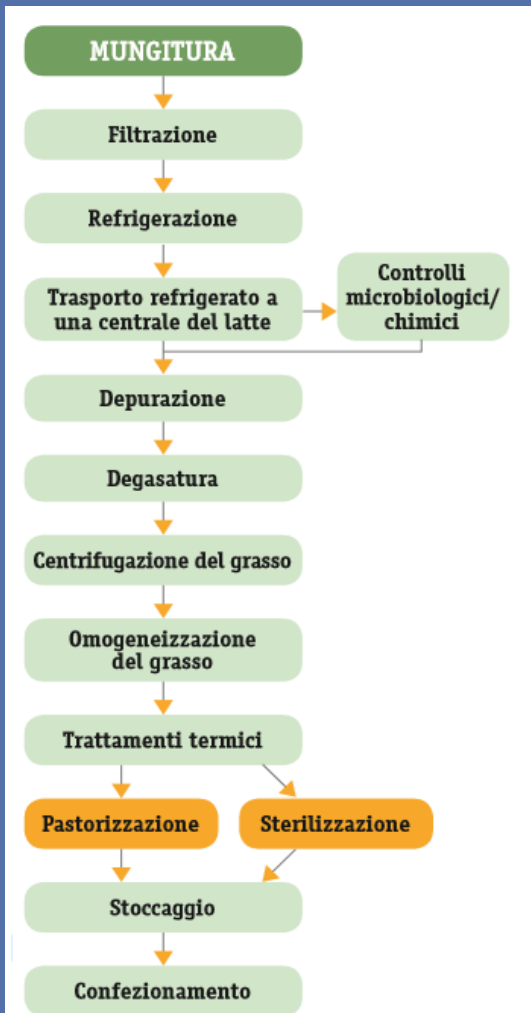 MUNGITURA
Filtrazione
Refrigerazione
Trasporto refrigerato a
una centrale del latte
Controlli
microbiologici/
chimici
Depurazione
Degasatura
Centrifugazione del grasso
Omogeneizzazione
del grasso
Trattamenti termici
Pastorizzazione
Sterilizzazione
Stoccaggio
Confezionamento